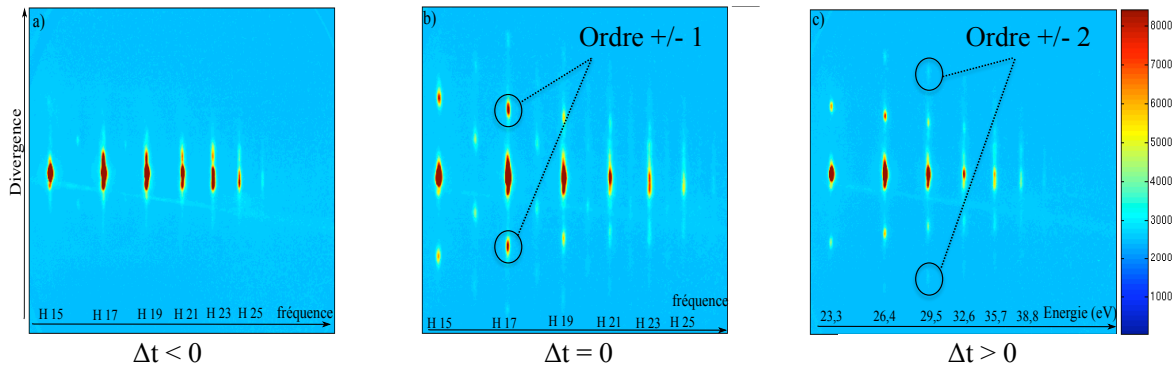 a)
Divergence
H 15
H 17
H 19
H 21
H 23
H 25
fréquence
Δt < 0
b)
Ordre +/- 1
fréquence
H 15
H 17
H 19
H 21
H 23
H 25
Δt = 0
c)
Ordre +/- 2
23,3
26,4
29,5
32,6
35,7
38,8
Energie (eV)
Δt > 0
8000
7000
6000
5000
4000
3000
2000
1000